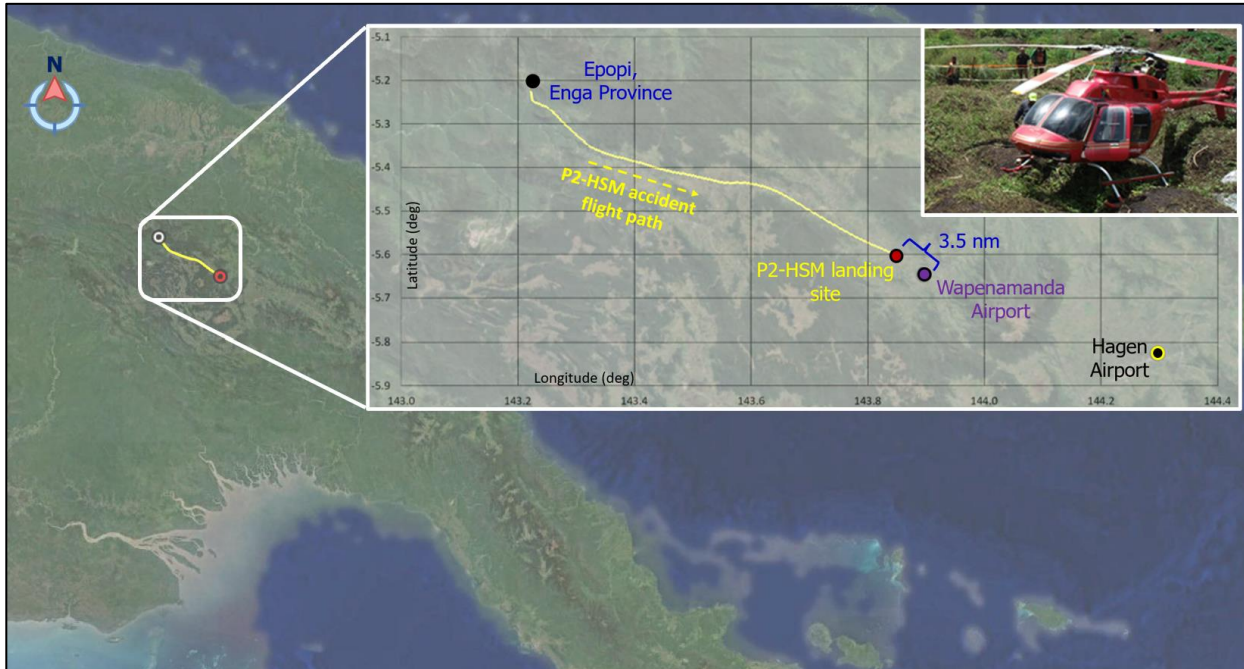 N
-5.1
-5.2
-5.3
-5.4
-5.5
-5.6
-5.7
-5.8
-5.9
Latitude (deg)
Epopi,
Enga Province
P2-HSM accident
flight path
3.5 nm
P2-HSM landing
site
Wapenamanda
Airport
Hagen
Airport
Longitude (deg)
143.0 143.2 143.4 143.6 143.8 144.0 144.2 144.4